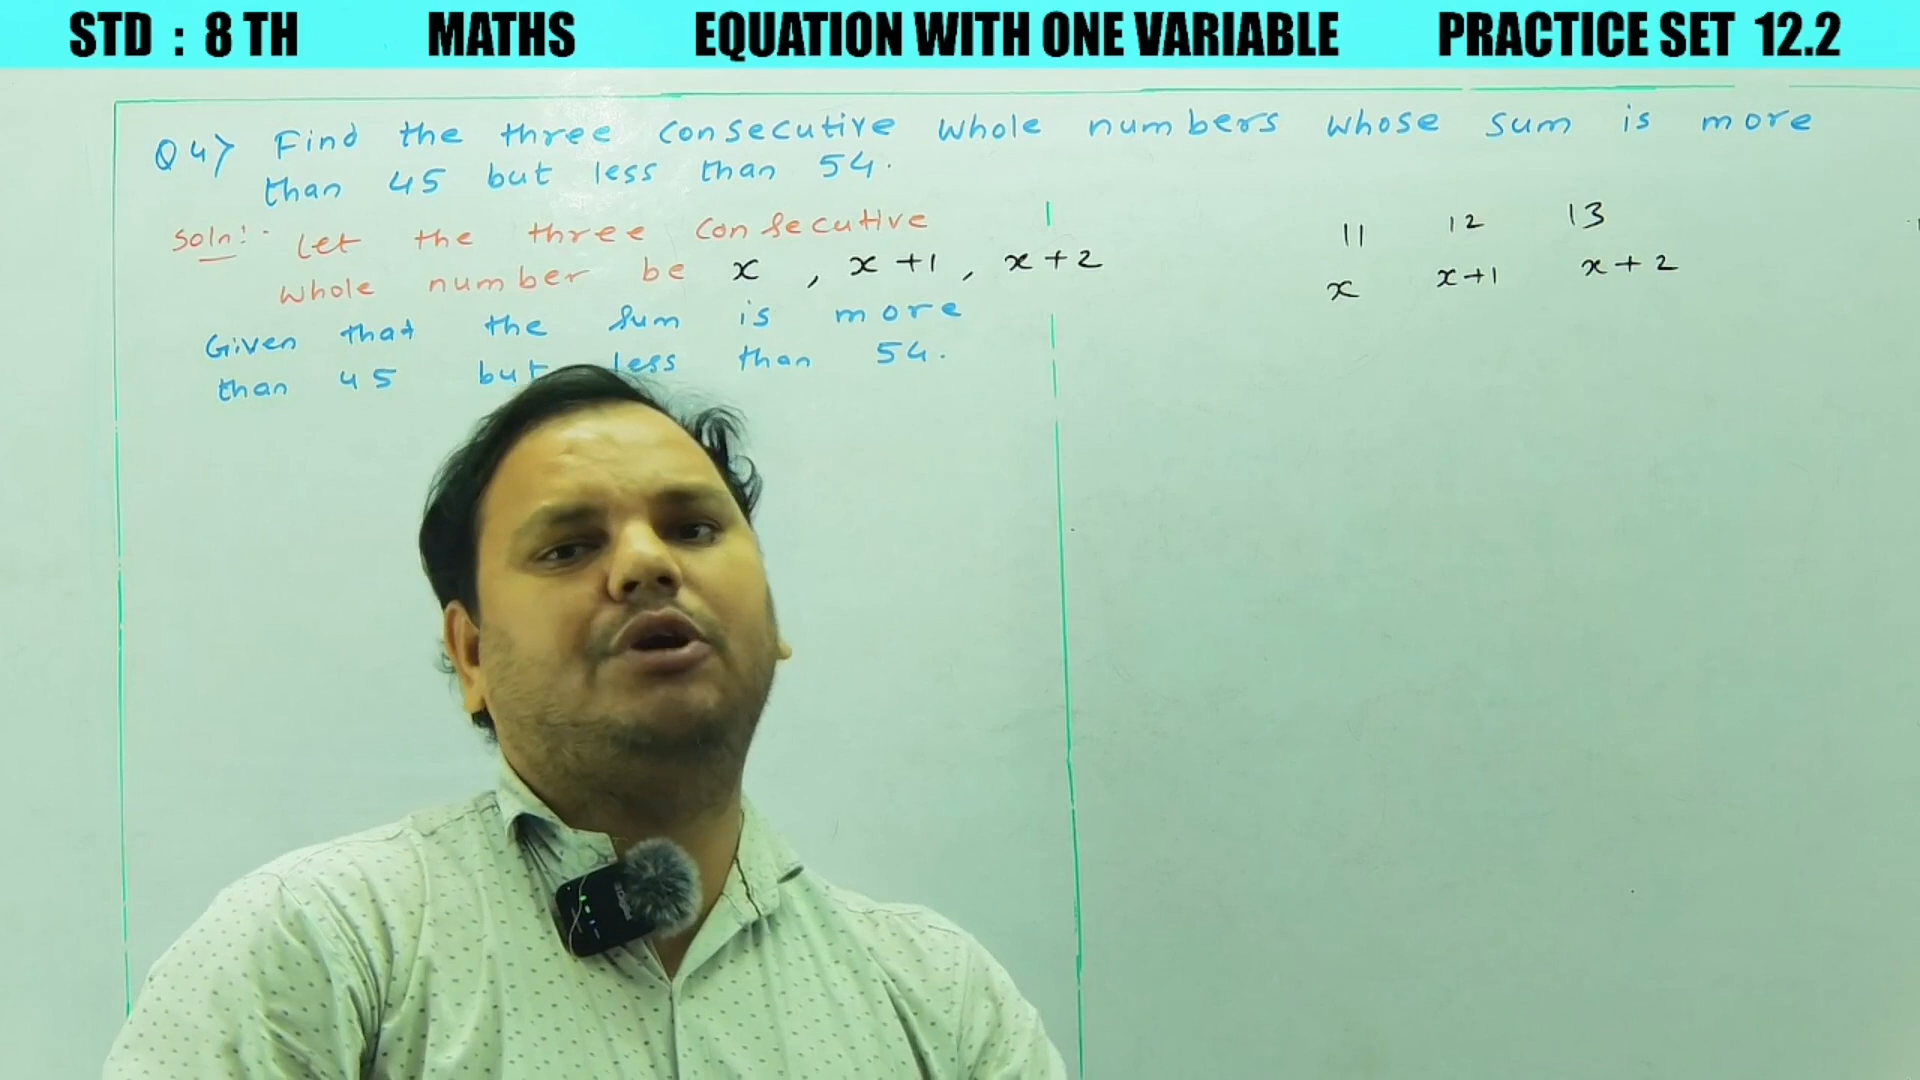 STD : 8 TH MATHS EQUATION WITH ONE VARIABLE PRACTICE SET 12.2
Q4> Find the three consecutive whole numbers whose sum is more
than 45 but less than 54.
Soln:- Let the three consecutive
whole number be x , x+1 , x+2
Given that the sum is more
than 45 but less than 54.
11 12 13
x x+1 x+2